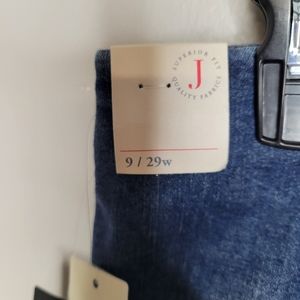 SUPERIOR FIT
J
QUALITY FABRICS
9 / 29w